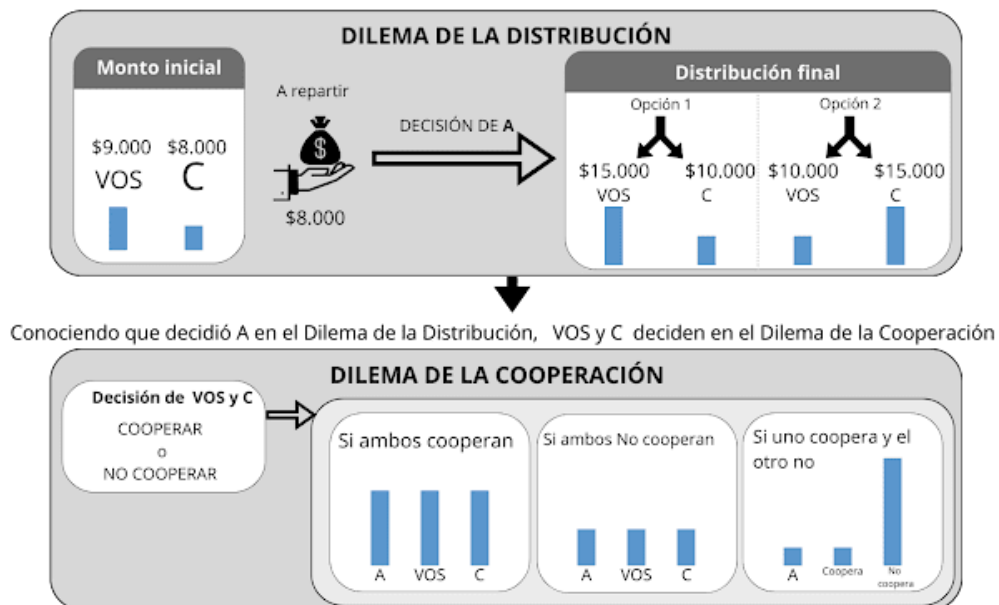 DILEMA DE LA DISTRIBUCIÓN
Monto inicial
$9.000 $8.000
VOS C
A repartir
$
$8.000
DECISIÓN DE A
Distribución final
Opción 1
$15.000 $10.000
VOS C
Opción 2
$10.000 $15.000
VOS C
Conociendo que decidió A en el Dilema de la Distribución, VOS y C deciden en el Dilema de la Cooperación
DILEMA DE LA COOPERACIÓN
Decisión de VOS y C
COOPERAR
o
NO COOPERAR
Si ambos cooperan
A VOS C
Si ambos No cooperan
A VOS C
Si uno coopera y el
otro no
A Coopera No
coopera